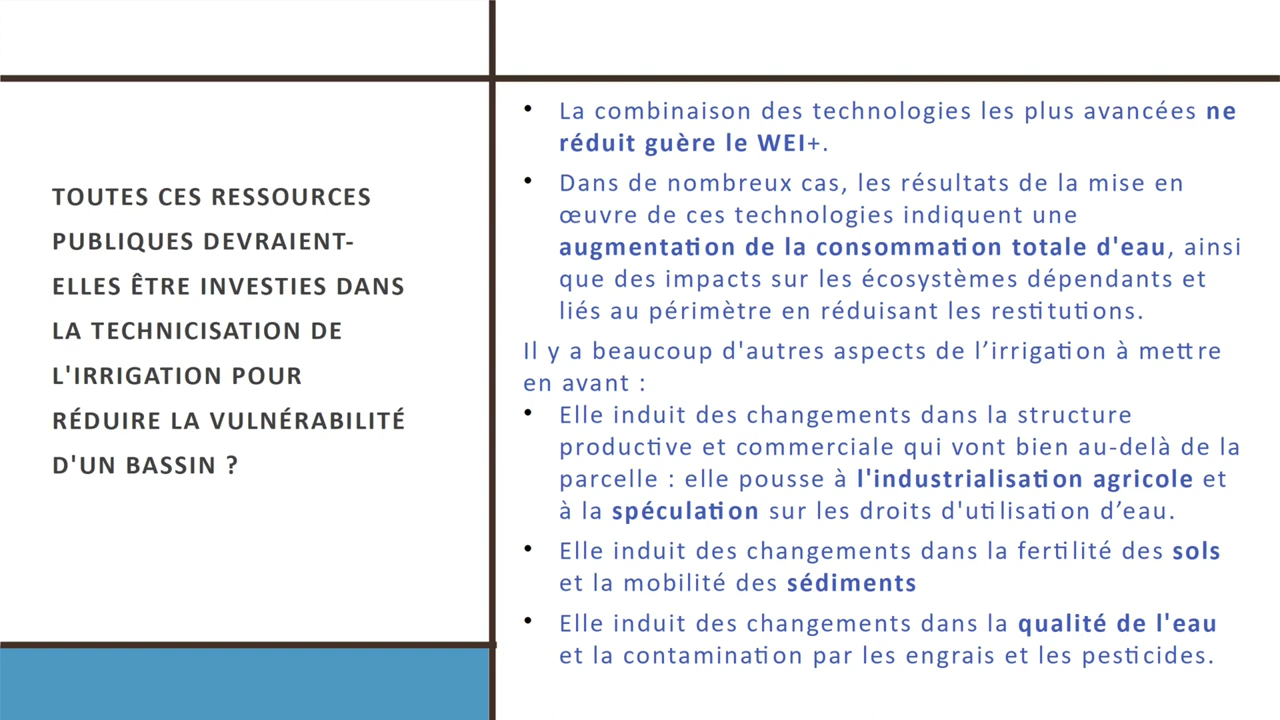 TOUTES CES RESSOURCES
PUBLIQUES DEVRAIENT-
ELLES ÊTRE INVESTIES DANS
LA TECHNICISATION DE
L'IRRIGATION POUR
RÉDUIRE LA VULNÉRABILITÉ
D'UN BASSIN ?
• La combinaison des technologies les plus avancées ne
réduit guère le WEI+.
• Dans de nombreux cas, les résultats de la mise en
œuvre de ces technologies indiquent une
augmentation de la consommation totale d'eau, ainsi
que des impacts sur les écosystèmes dépendants et
liés au périmètre en réduisant les restitutions.
Il y a beaucoup d'autres aspects de l’irrigation à mettre
en avant :
• Elle induit des changements dans la structure
productive et commerciale qui vont bien au-delà de la
parcelle : elle pousse à l'industrialisation agricole et
à la spéculation sur les droits d'utilisation d’eau.
• Elle induit des changements dans la fertilité des sols
et la mobilité des sédiments
• Elle induit des changements dans la qualité de l'eau
et la contamination par les engrais et les pesticides.